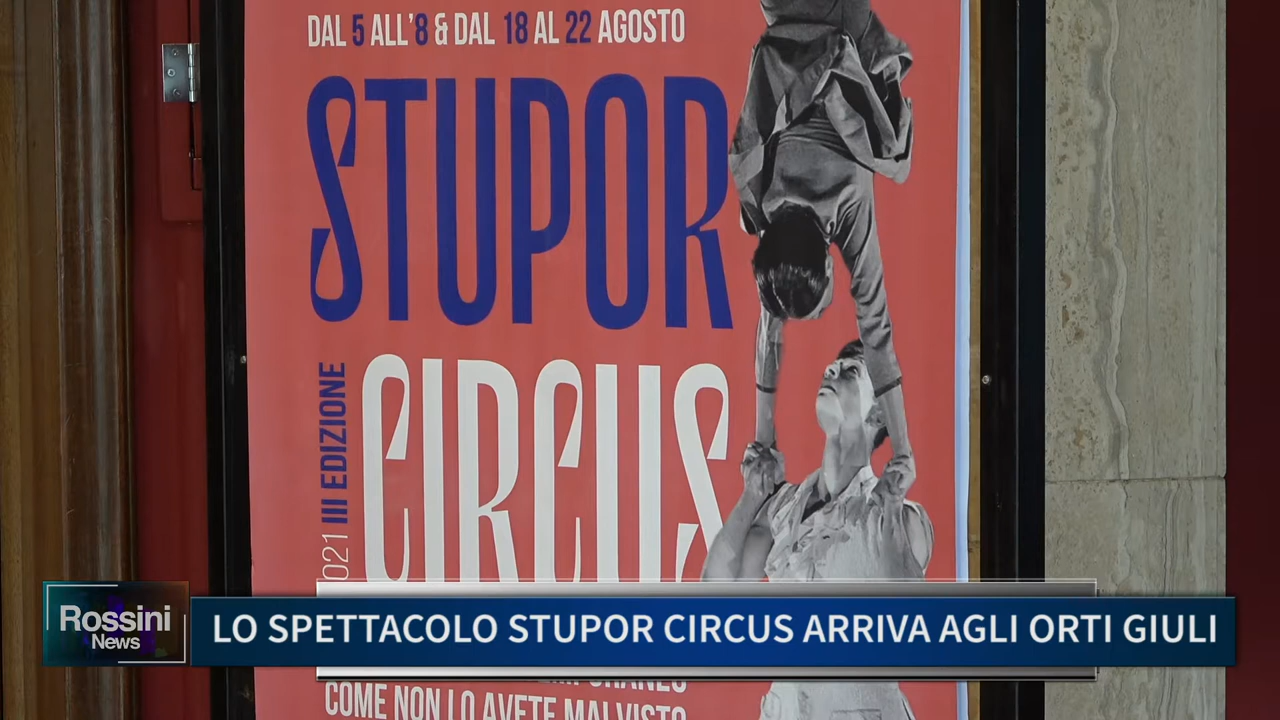 DAL 5 ALL'8 & DAL 18 AL 22 AGOSTO
STUPOR
CIRCUS
III EDIZIONE
Rossini
News
LO SPETTACOLO STUPOR CIRCUS ARRIVA AGLI ORTI GIULI
COME NON LO AVETE MAI VISTO